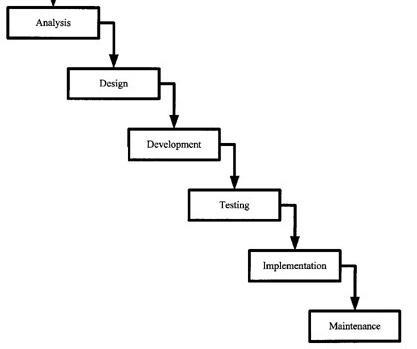 Analysis
Design
Development
Testing
Implementation
Maintenance